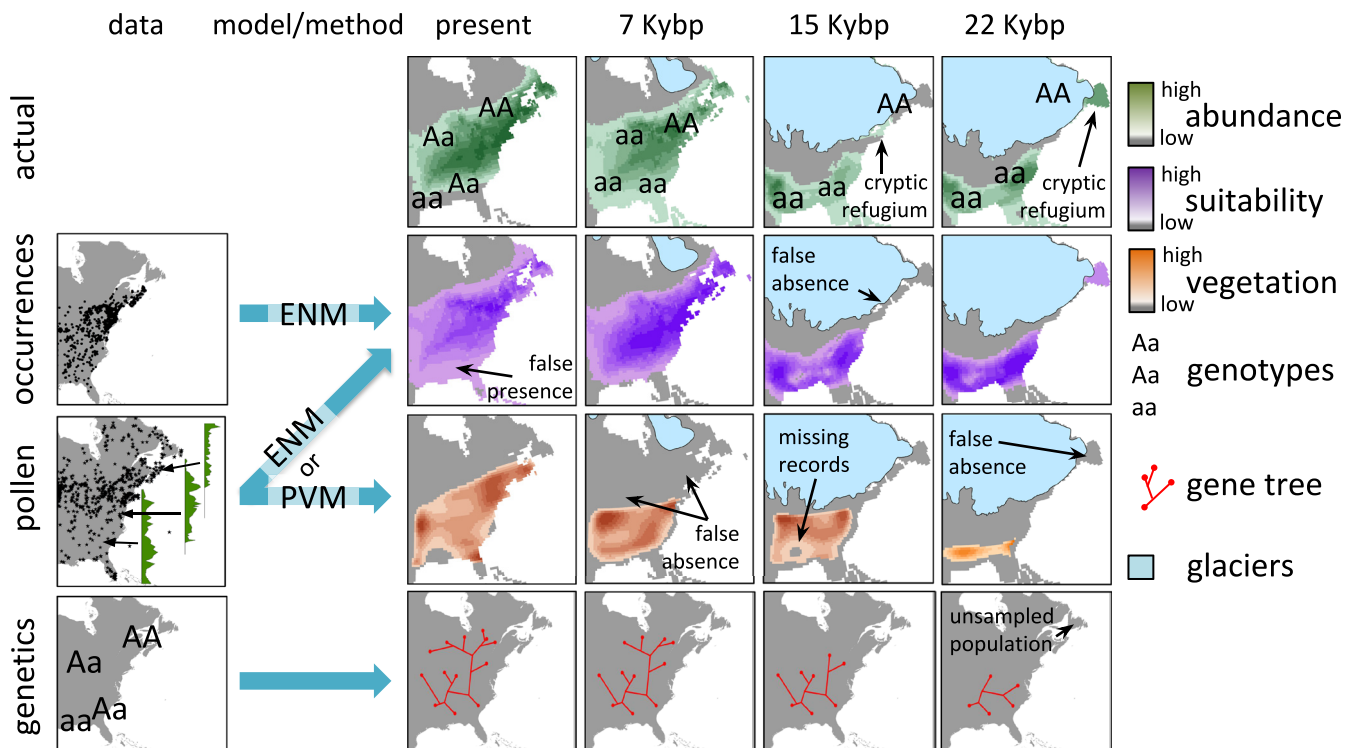 data model/method present 7 Kybp 15 Kybp 22 Kybp
actual
AA
Aa
Aa
aa
AA
aa
aa aa
AA
aa
aa
cryptic
refugium
AA
aa
aa
cryptic
refugium
high
low
abundance
high
low
suitability
high
low
vegetation
Aa
Aa
aa
genotypes
gene tree
glaciers
occurrences
ENM
false
presence
false
absence
pollen
ENM
or
PVM
false
absence
missing
records
false
absence
genetics
AA
Aa
Aa
aa
unsampled
population